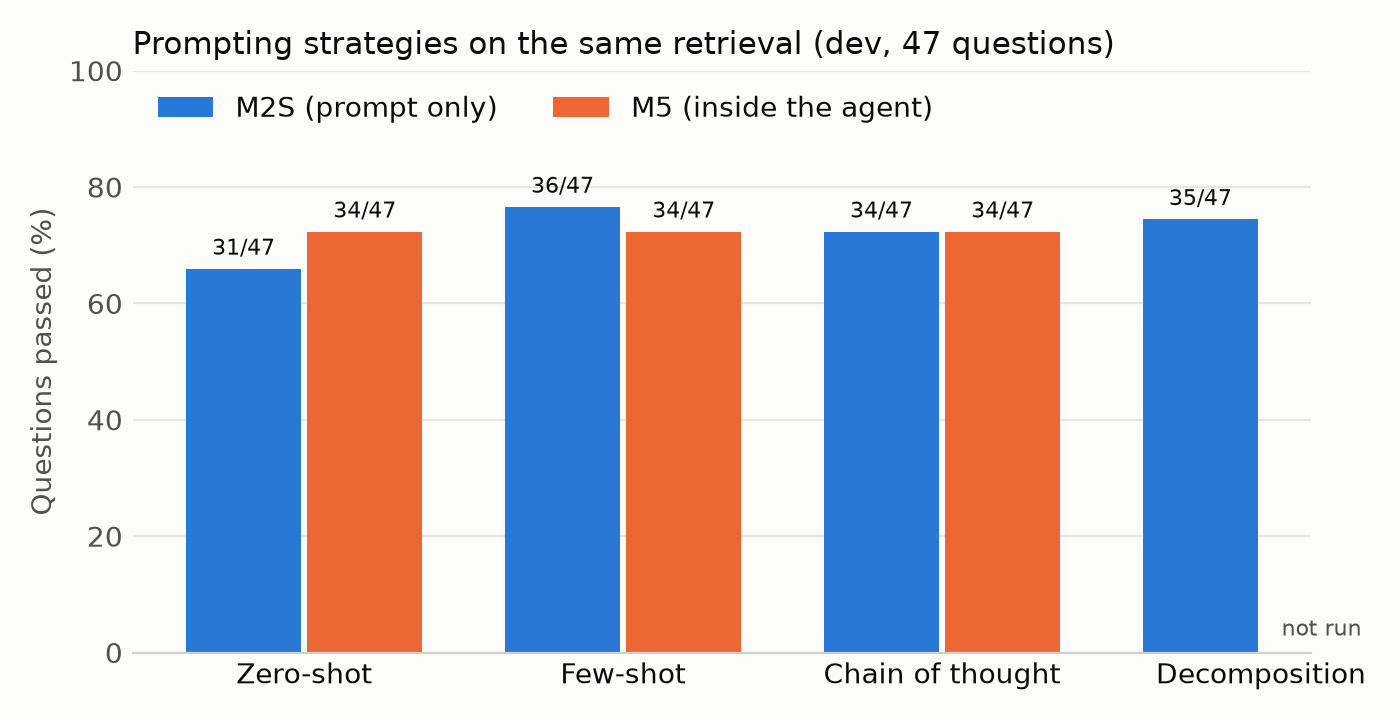 Prompting strategies on the same retrieval (dev, 47 questions)
M2S (prompt only)
M5 (inside the agent)
Questions passed (%)
100
80
60
40
20
0
31/47
34/47
36/47
34/47
34/47
34/47
35/47
not run
Zero-shot
Few-shot
Chain of thought
Decomposition